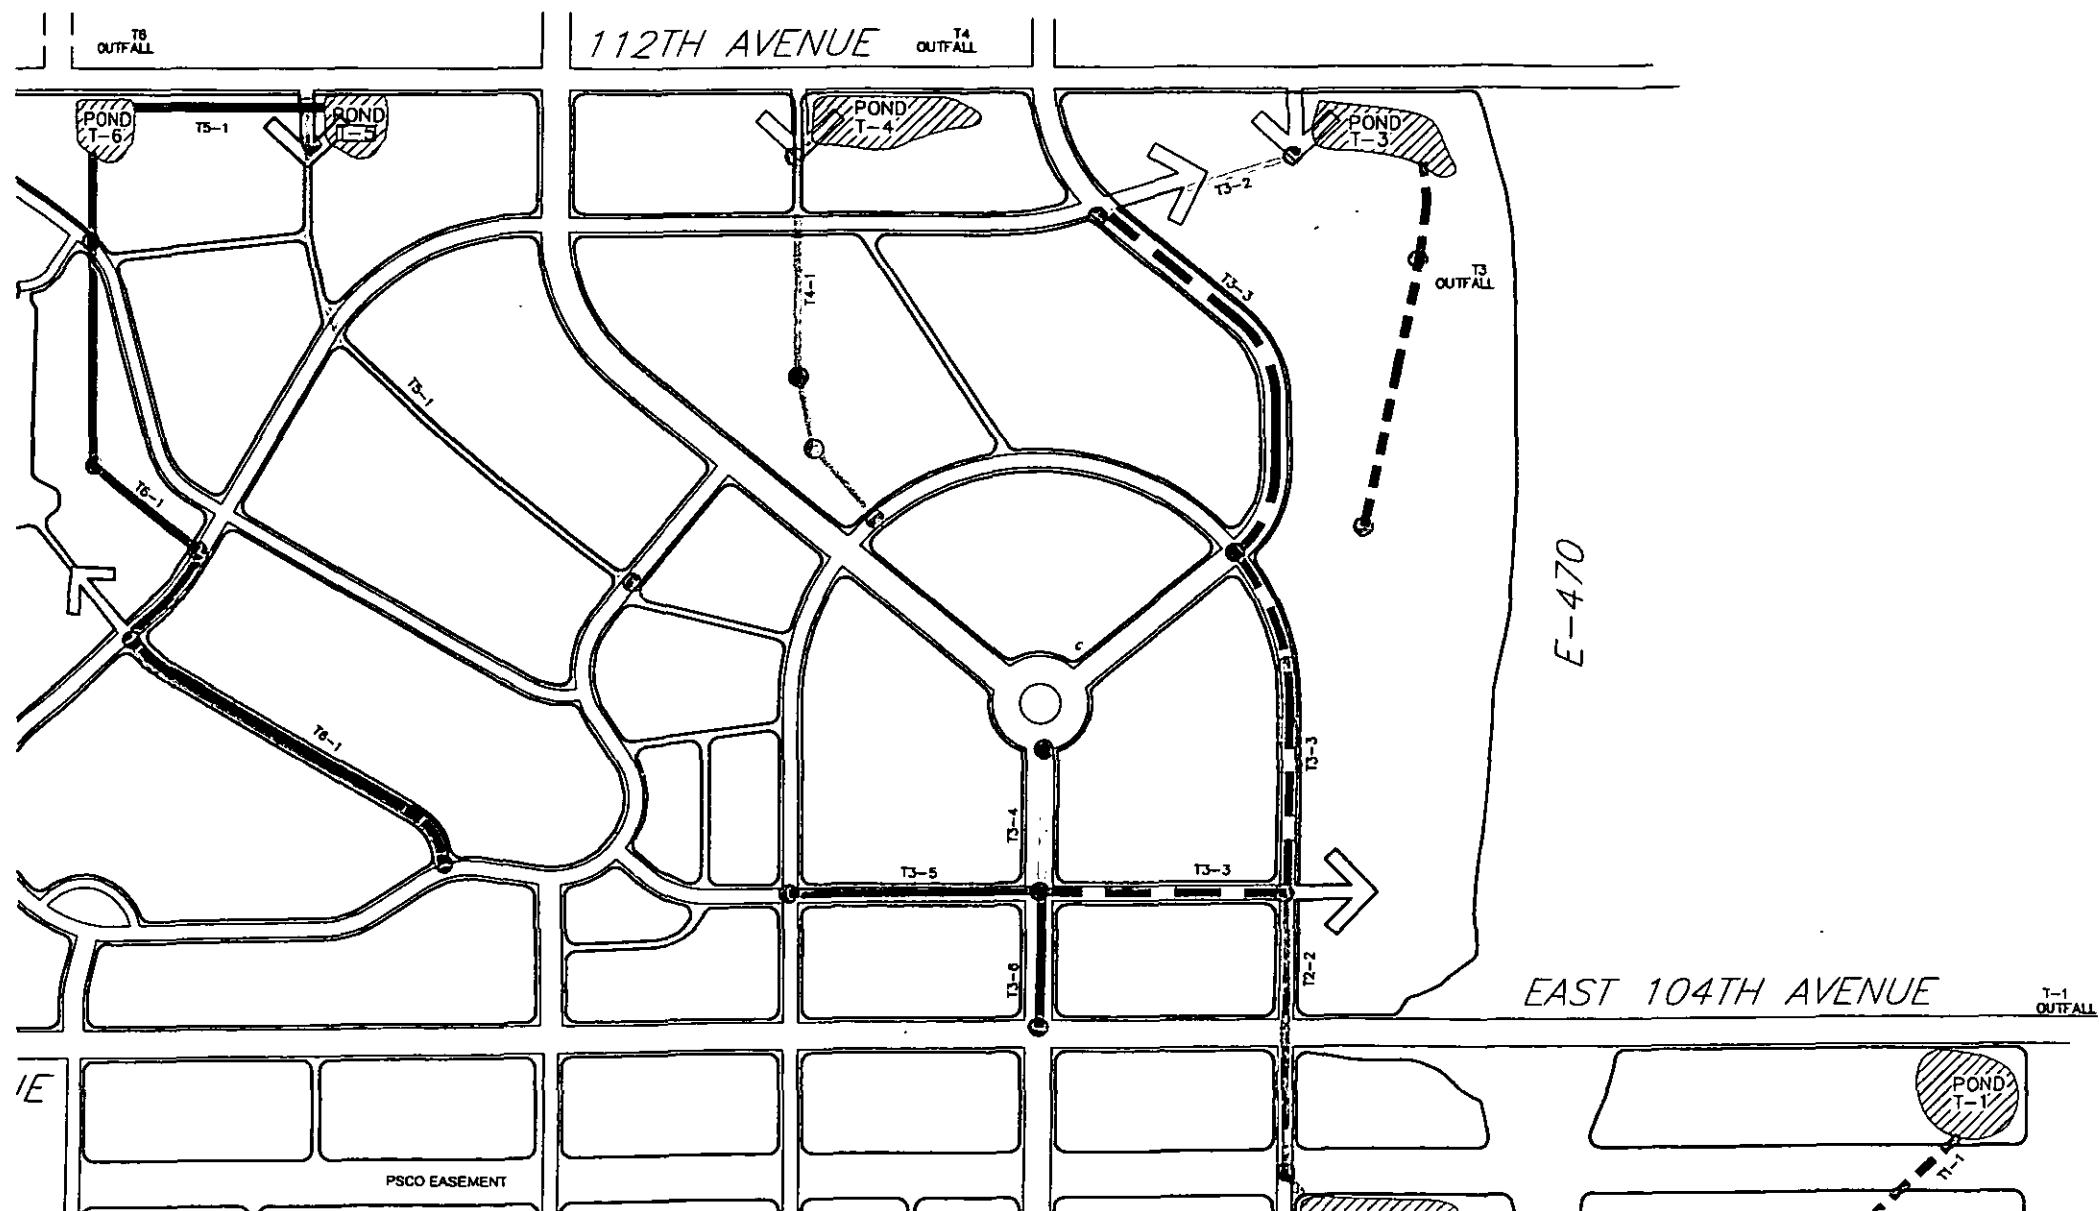 T6
OUTFALL
112TH AVENUE
T4
OUTFALL
POND
T-6
T5-1
POND
T-5
POND
T-4
POND
T-3
T3-2
T3
OUTFALL
T3-3
T4-1
T5-1
T6-1
E-470
c
T6-1
T3-3
T3-4
T3-5
T3-3
T3-6
T2-2
EAST 104TH AVENUE
T-1
OUTFALL
POND
T-1
T1-1
PSCO EASEMENT